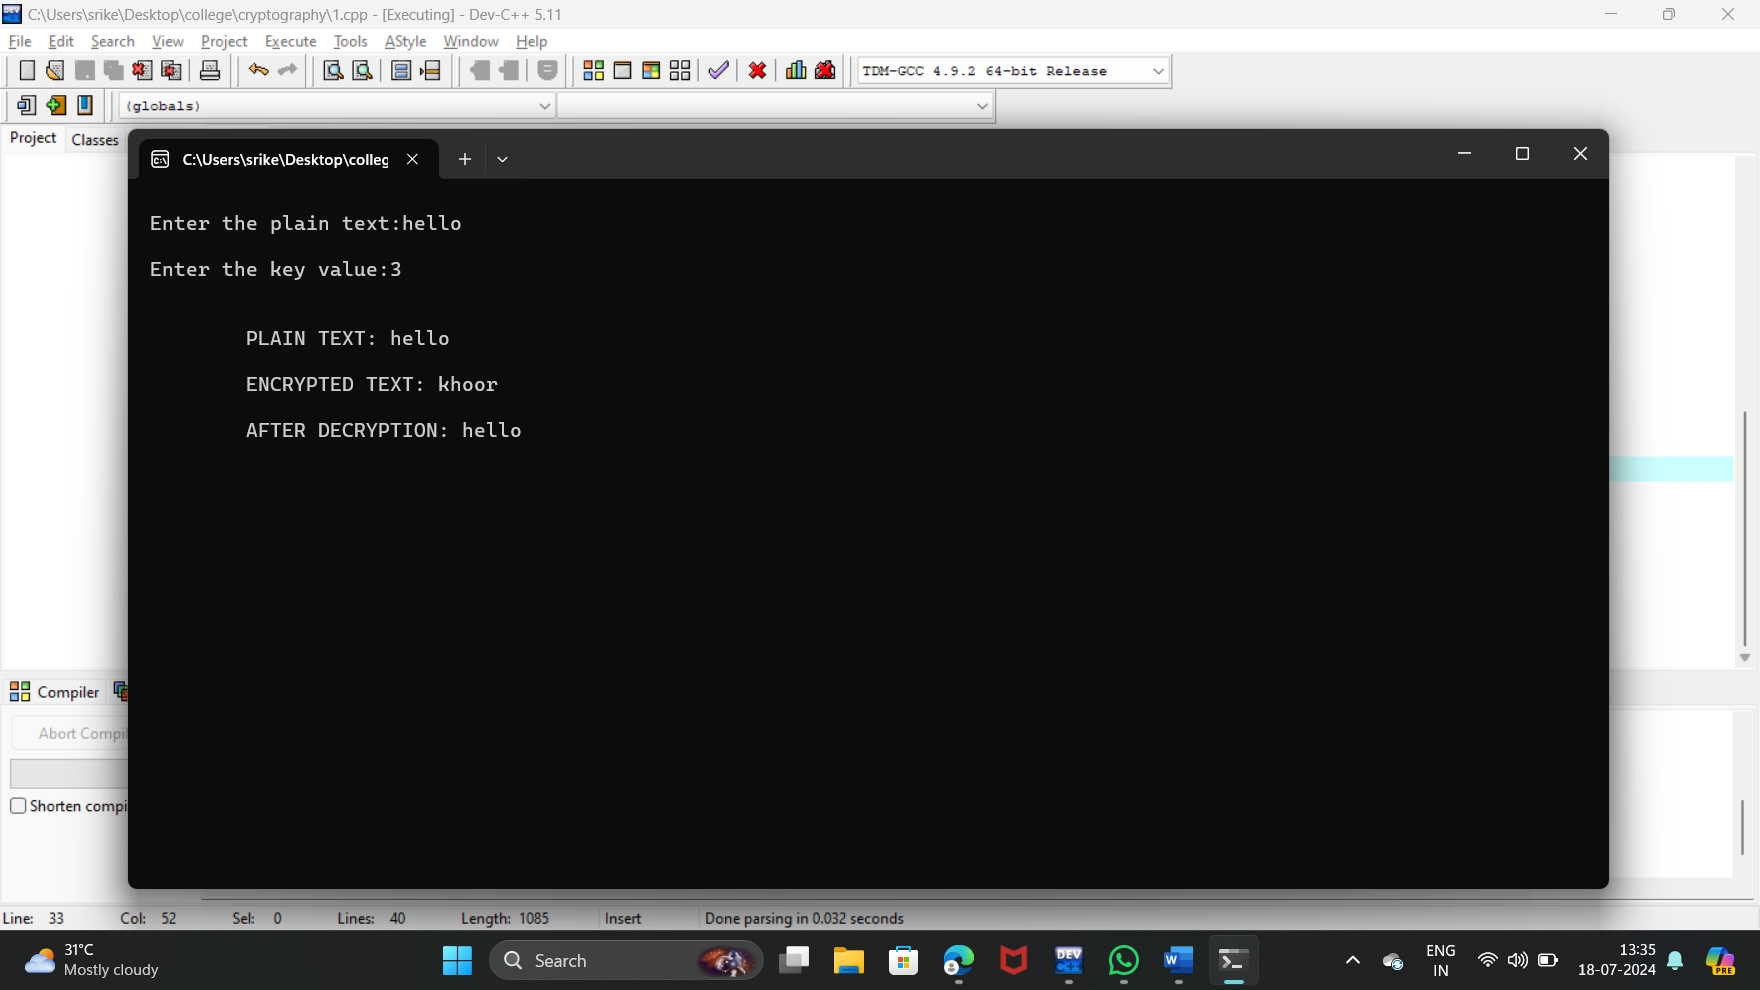 C:\Users\srike\Desktop\college\cryptography\1.cpp - [Executing] - Dev-C++ 5.11
File Edit Search View Project Execute Tools AStyle Window Help
TDM-GCC 4.9.2 64-bit Release
(globals)
Project Classes
C:\Users\srike\Desktop\colleg
Enter the plain text:hello
Enter the key value:3
PLAIN TEXT: hello
ENCRYPTED TEXT: khoor
AFTER DECRYPTION: hello
Compiler
Abort Compil
Shorten compi
Line: 33 Col: 52 Sel: 0 Lines: 40 Length: 1085 Insert Done parsing in 0.032 seconds
31°C
Mostly cloudy
Search
DEV
W
PRE
ENG
IN
13:35
18-07-2024